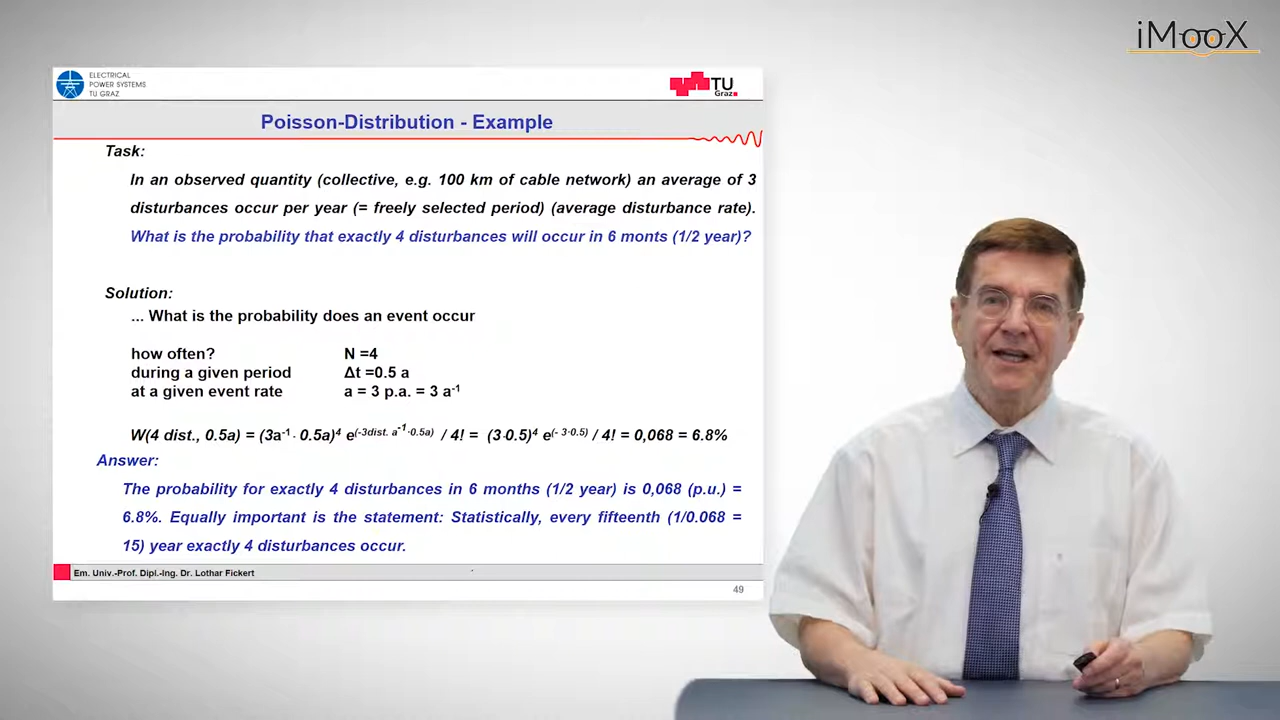 iMooX
ELECTRICAL
POWER SYSTEMS
TU GRAZ
TU
Graz
Poisson-Distribution - Example
Task:
In an observed quantity (collective, e.g. 100 km of cable network) an average of 3
disturbances occur per year (= freely selected period) (average disturbance rate).
What is the probability that exactly 4 disturbances will occur in 6 monts (1/2 year)?
Solution:
... What is the probability does an event occur
how often? N =4
during a given period Δt =0.5 a
at a given event rate a = 3 p.a. = 3 a⁻¹
W(4 dist., 0.5a) = (3a⁻¹· 0.5a)⁴ e^(-3dist. a⁻¹·0.5a) / 4! = (3·0.5)⁴ e^(- 3·0.5) / 4! = 0,068 = 6.8%
Answer:
The probability for exactly 4 disturbances in 6 months (1/2 year) is 0,068 (p.u.) =
6.8%. Equally important is the statement: Statistically, every fifteenth (1/0.068 =
15) year exactly 4 disturbances occur.
Em. Univ.-Prof. Dipl.-Ing. Dr. Lothar Fickert
49